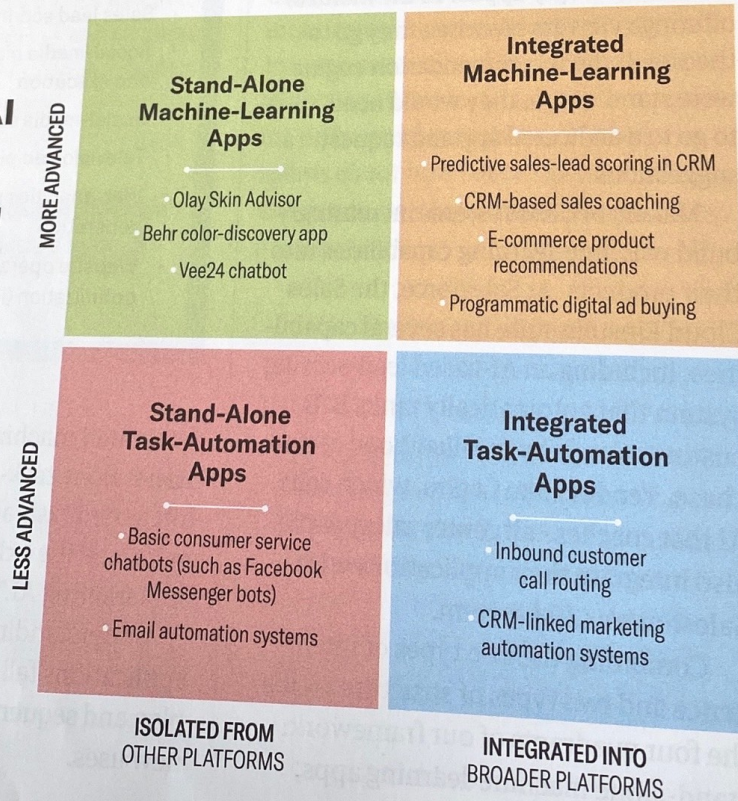 AI
MORE ADVANCED
Stand-Alone
Machine-Learning
Apps
• Olay Skin Advisor
• Behr color-discovery app
• Vee24 chatbot
Integrated
Machine-Learning
Apps
• Predictive sales-lead scoring in CRM
• CRM-based sales coaching
• E-commerce product
recommendations
• Programmatic digital ad buying
LESS ADVANCED
Stand-Alone
Task-Automation
Apps
• Basic consumer service
chatbots (such as Facebook
Messenger bots)
• Email automation systems
Integrated
Task-Automation
Apps
• Inbound customer
call routing
• CRM-linked marketing
automation systems
ISOLATED FROM
OTHER PLATFORMS
INTEGRATED INTO
BROADER PLATFORMS